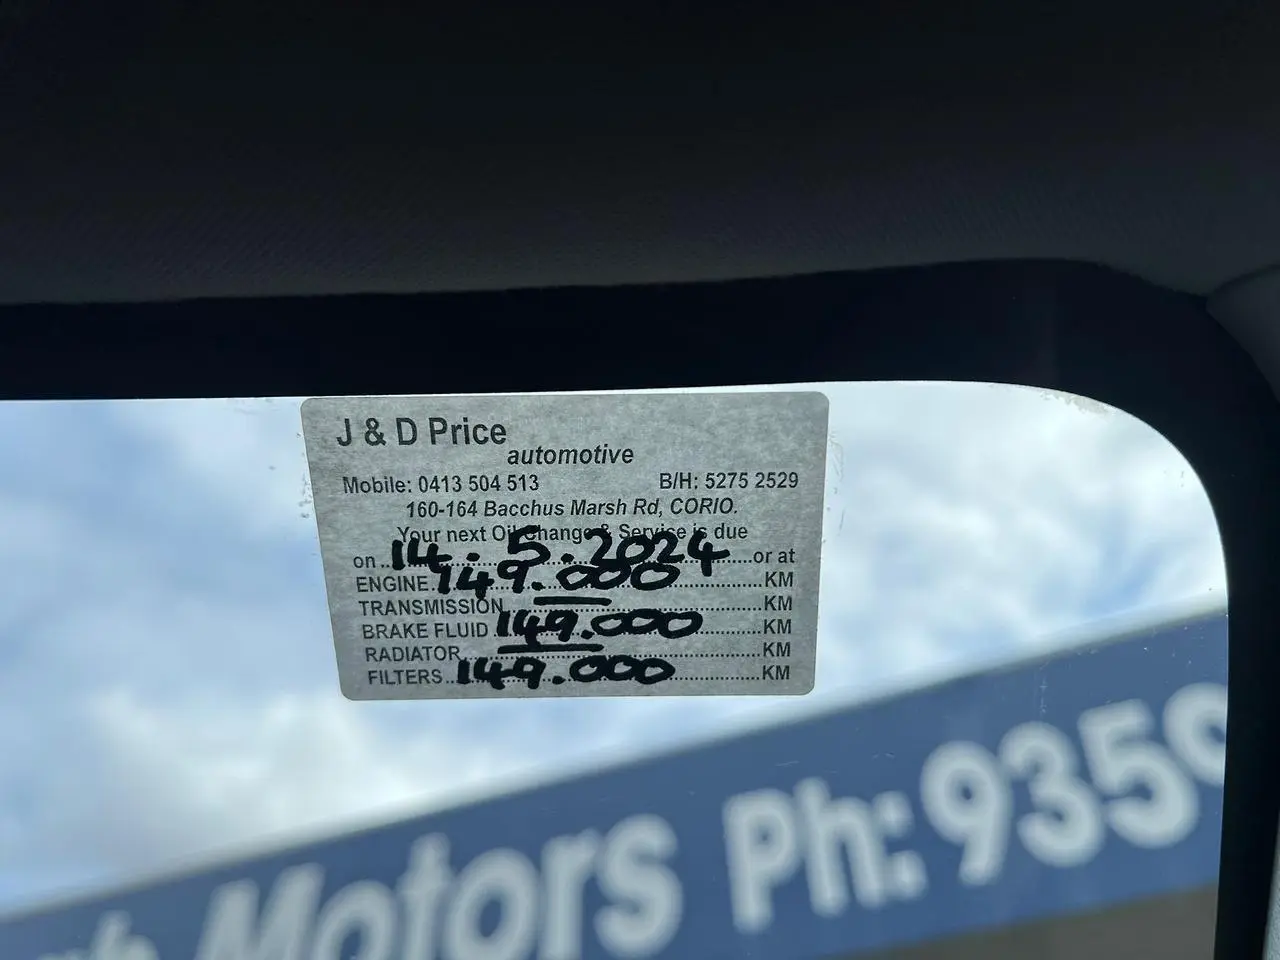 J & D Price
automotive
Mobile: 0413 504 513 B/H: 5275 2529
160-164 Bacchus Marsh Rd, CORIO.
Your next Oil Change & Service is due
on..14.5.2024.....or at
ENGINE.149.000..............KM
TRANSMISSION..............KM
BRAKE FLUID 149.000............KM
RADIATOR..............KM
FILTERS..149.000..............KM
Motors Ph: 935